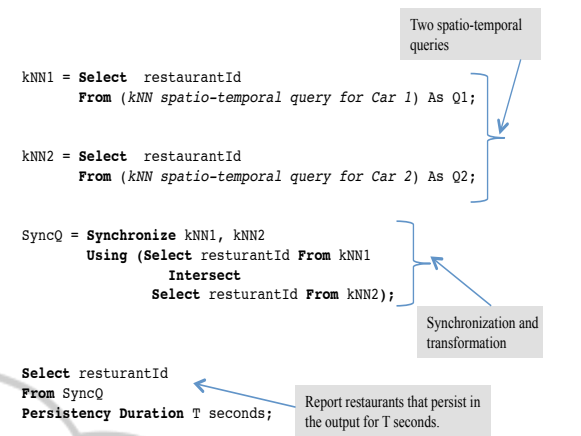 Two spatio-temporal
queries
kNN1 = Select restaurantId
From (kNN spatio-temporal query for Car 1) As Q1;
kNN2 = Select restaurantId
From (kNN spatio-temporal query for Car 2) As Q2;
SyncQ = Synchronize kNN1, kNN2
Using (Select resturantId From kNN1
Intersect
Select resturantId From kNN2);
Synchronization and
transformation
Select resturantId
From SyncQ
Persistency Duration T seconds;
Report restaurants that persist in
the output for T seconds.